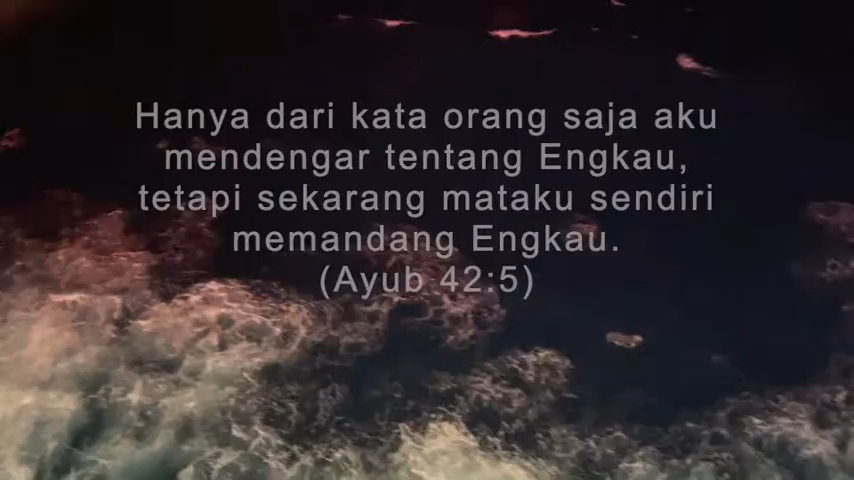 Hanya dari kata orang saja aku
mendengar tentang Engkau,
tetapi sekarang mataku sendiri
memandang Engkau.
(Ayub 42:5)